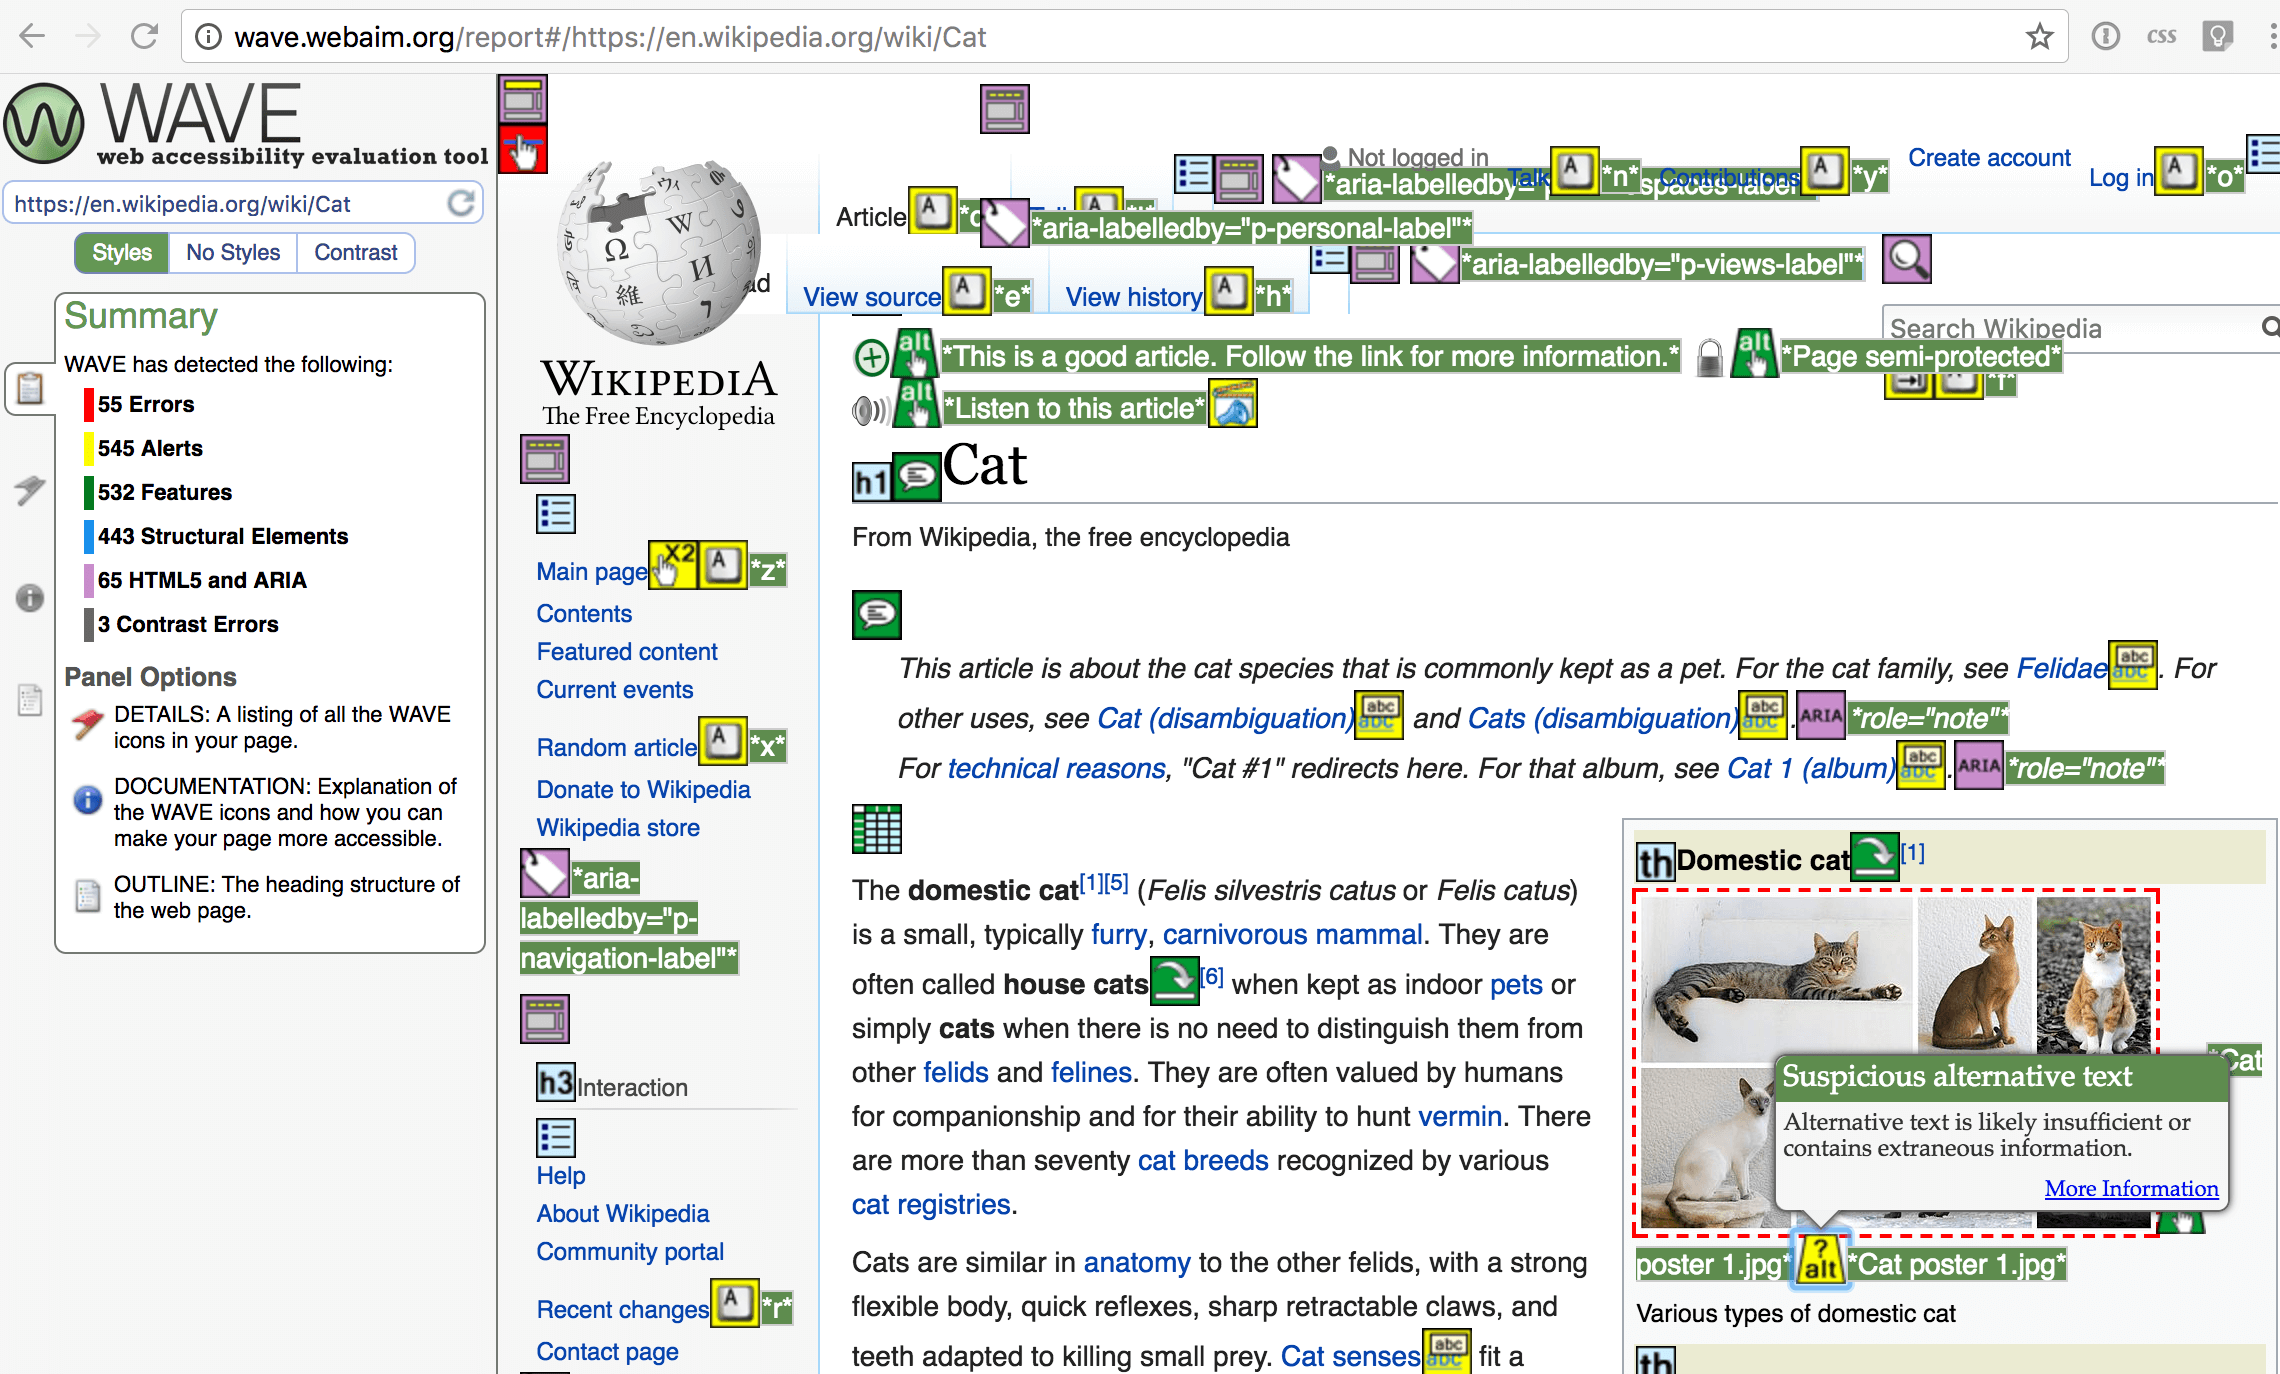 wave.webaim.org/report#/https://en.wikipedia.org/wiki/Cat
css
WAVE
web accessibility evaluation tool
https://en.wikipedia.org/wiki/Cat
Styles No Styles Contrast
Summary
WAVE has detected the following:
55 Errors
545 Alerts
532 Features
443 Structural Elements
65 HTML5 and ARIA
3 Contrast Errors
Panel Options
DETAILS: A listing of all the WAVE
icons in your page.
DOCUMENTATION: Explanation of
the WAVE icons and how you can
make your page more accessible.
OUTLINE: The heading structure of
the web page.
WIKIPEDIA
The Free Encyclopedia
Main page X2 A *z*
Contents
Featured content
Current events
Random article A *x*
Donate to Wikipedia
Wikipedia store
*aria-
labelledby="p-
navigation-label"*
h3 Interaction
Help
About Wikipedia
Community portal
Recent changes A *r*
Contact page
Not logged in
Talk A *n* Contributions A *y* Create account
Log in A *o*
*aria-labelledby= spaces-label
Article A
*aria-labelledby="p-personal-label"*
*aria-labelledby="p-views-label"*
View source A *e* View history A *h*
Search Wikipedia
alt *This is a good article. Follow the link for more information.* alt *Page semi-protected*
alt *Listen to this article*
h1 Cat
From Wikipedia, the free encyclopedia
This article is about the cat species that is commonly kept as a pet. For the cat family, see Felidae abc abc. For
other uses, see Cat (disambiguation) abc abc and Cats (disambiguation) abc abc. ARIA *role="note"*
For technical reasons, "Cat #1" redirects here. For that album, see Cat 1 (album) abc abc. ARIA *role="note"*
The domestic cat[1][5] (Felis silvestris catus or Felis catus)
is a small, typically furry, carnivorous mammal. They are
often called house cats[6] when kept as indoor pets or
simply cats when there is no need to distinguish them from
other felids and felines. They are often valued by humans
for companionship and for their ability to hunt vermin. There
are more than seventy cat breeds recognized by various
cat registries.
Cats are similar in anatomy to the other felids, with a strong
flexible body, quick reflexes, sharp retractable claws, and
teeth adapted to killing small prey. Cat senses abc abc fit a
th Domestic cat [1]
*Cat
Suspicious alternative text
Alternative text is likely insufficient or
contains extraneous information.
More Information
poster 1.jpg* ? alt *Cat poster 1.jpg*
Various types of domestic cat
th